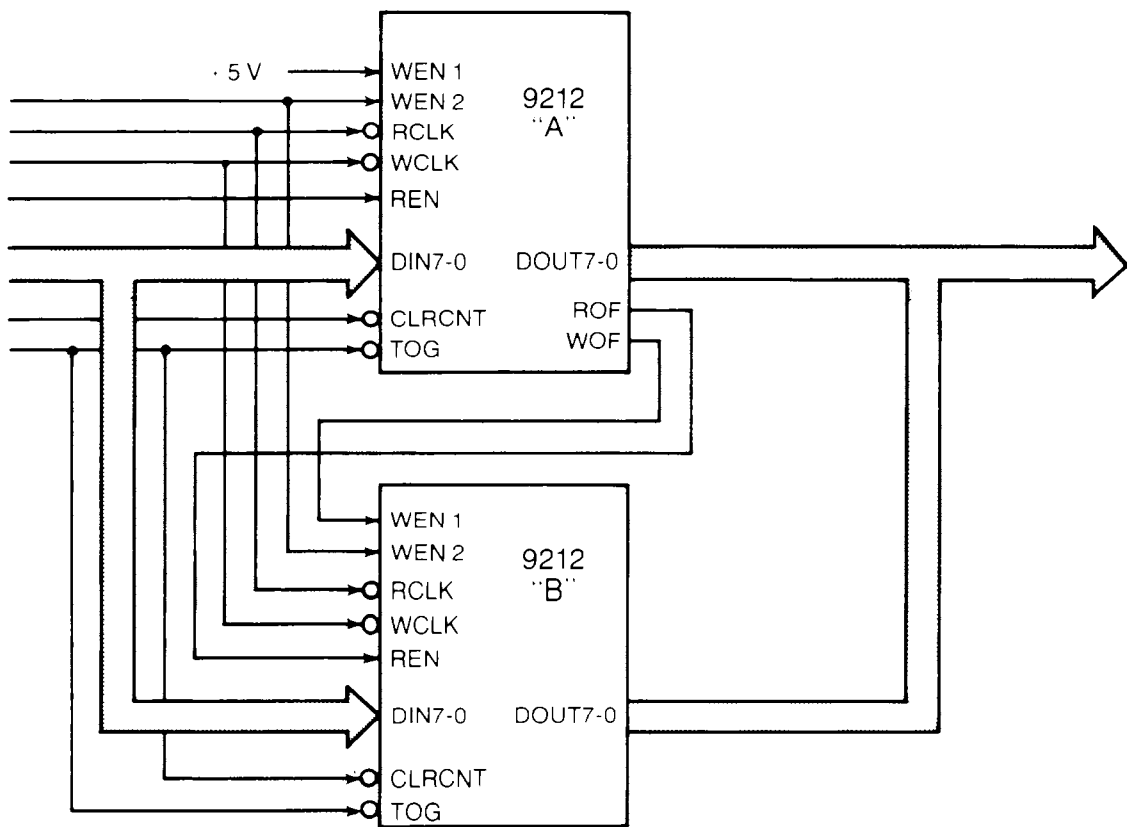 · 5 V
WEN 1
WEN 2
RCLK
WCLK
REN
DIN7-0
CLRCNT
TOG
9212
"A"
DOUT7-0
ROF
WOF
WEN 1
WEN 2
RCLK
WCLK
REN
DIN7-0
CLRCNT
TOG
9212
"B"
DOUT7-0